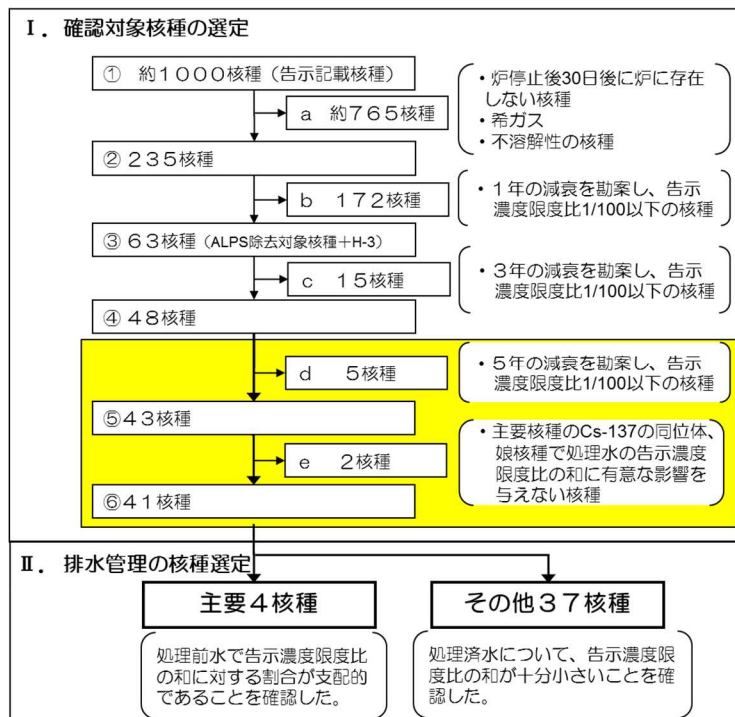 Ⅰ．確認対象核種の選定
① 約１０００核種（告示記載核種）
a 約７６５核種
・炉停止後30日後に炉に存在
しない核種
・希ガス
・不溶解性の核種
② ２３５核種
b １７２核種
・１年の減衰を勘案し、告示
濃度限度比1/100以下の核種
③ ６３核種（ALPS除去対象核種＋H-3）
c １５核種
・３年の減衰を勘案し、告示
濃度限度比1/100以下の核種
④ ４８核種
d ５核種
・５年の減衰を勘案し、告示
濃度限度比1/100以下の核種
⑤４３核種
e ２核種
・主要核種のCs-137の同位体、
娘核種で処理水の告示濃度
限度比の和に有意な影響を
与えない核種
⑥４１核種
Ⅱ．排水管理の核種選定
主要４核種
その他３７核種
処理前水で告示濃度限度比
の和に対する割合が支配的
であることを確認した。
処理済水について、告示濃度限
度比の和が十分小さいことを確
認した。